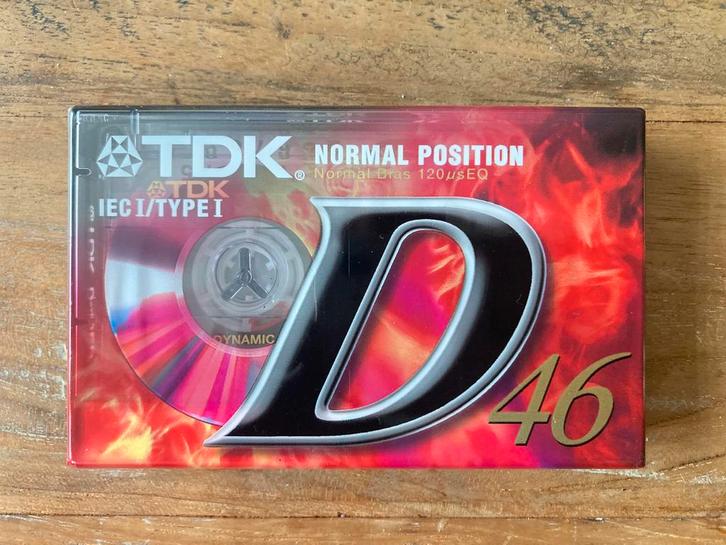 TDK®
NORMAL POSITION
Normal Bias 120µsEQ
TDK
IEC I/TYPE I
DYNAMIC
D
46